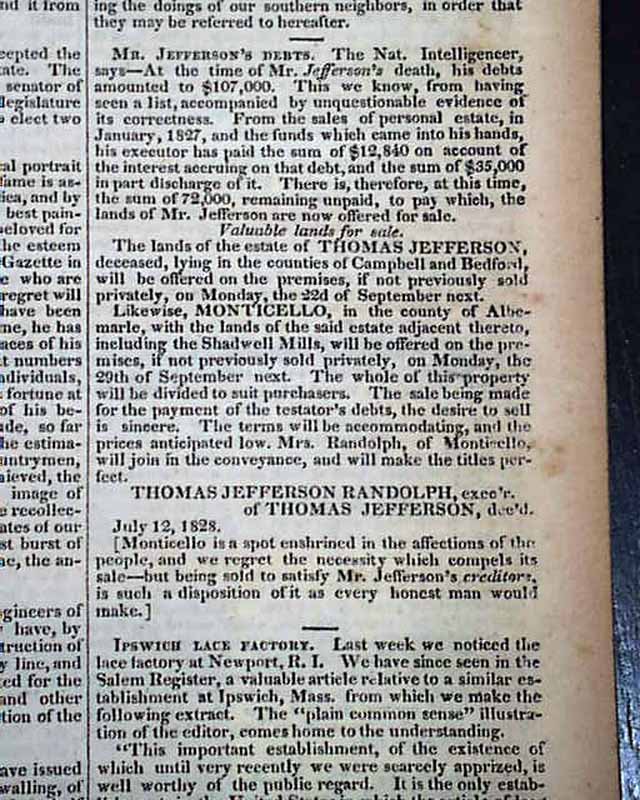 nd it from
cepted the
ate. The
senator of
legislature
o elect two
al portrait
fame is as-
ica, and by
best pain-
beloved for
he esteem
Gazette in
e who are
regret will
have been
me, he has
aces of his
t numbers
ndividuals,
fortune at
of his be-
ade, so far
he estima-
untrymen,
ieved, the
image of
e recollec-
ates of our
st burst of
ne, the an-
gineers of
have, by
truction of
y line, and
ted for the
and other
tion of the
ave issued
walling, of
ing the doings of our southern neighbors, in order that
they may be referred to hereafter.
MR. JEFFERSON'S DEBTS. The Nat. Intelligencer,
says—At the time of Mr. Jefferson's death, his debts
amounted to $107,000. This we know, from having
seen a list, accompanied by unquestionable evidence of
its correctness. From the sales of personal estate, in
January, 1827, and the funds which came into his hands,
his executor has paid the sum of $12,840 on account of
the interest accruing on that debt, and the sum of $35,000
in part discharge of it. There is, therefore, at this time,
the sum of 72,000, remaining unpaid, to pay which, the
lands of Mr. Jefferson are now offered for sale.
Valuable lands for sale.
The lands of the estate of THOMAS JEFFERSON,
deceased, lying in the counties of Campbell and Bedford,
will be offered on the premises, if not previously sold
privately, on Monday, the 22d of September next.
Likewise, MONTICELLO, in the county of Albe-
marle, with the lands of the said estate adjacent thereto,
including the Shadwell Mills, will be offered on the pre-
mises, if not previously sold privately, on Monday, the
29th of September next. The whole of this property
will be divided to suit purchasers. The sale being made
for the payment of the testator's debts, the desire to sell
is sincere. The terms will be accommodating, and the
prices anticipated low. Mrs. Randolph, of Monticello,
will join in the conveyance, and will make the titles per-
fect.
THOMAS JEFFERSON RANDOLPH, exec'r.
of THOMAS JEFFERSON, dec'd.
July 12, 1828.
[Monticello is a spot enshrined in the affections of the
people, and we regret the necessity which compels its
sale—but being sold to satisfy Mr. Jefferson's creditors,
is such a disposition of it as every honest man would
make.]
IPSWICH LACE FACTORY. Last week we noticed the
lace factory at Newport, R. I. We have since seen in the
Salem Register, a valuable article relative to a similar es-
tablishment at Ipswich, Mass. from which we make the
following extract. The "plain common sense" illustra-
tion of the editor, comes home to the understanding.
"This important establishment, of the existence of
which until very recently we were scarcely apprized, is
well worthy of the public regard. It is the only estab-